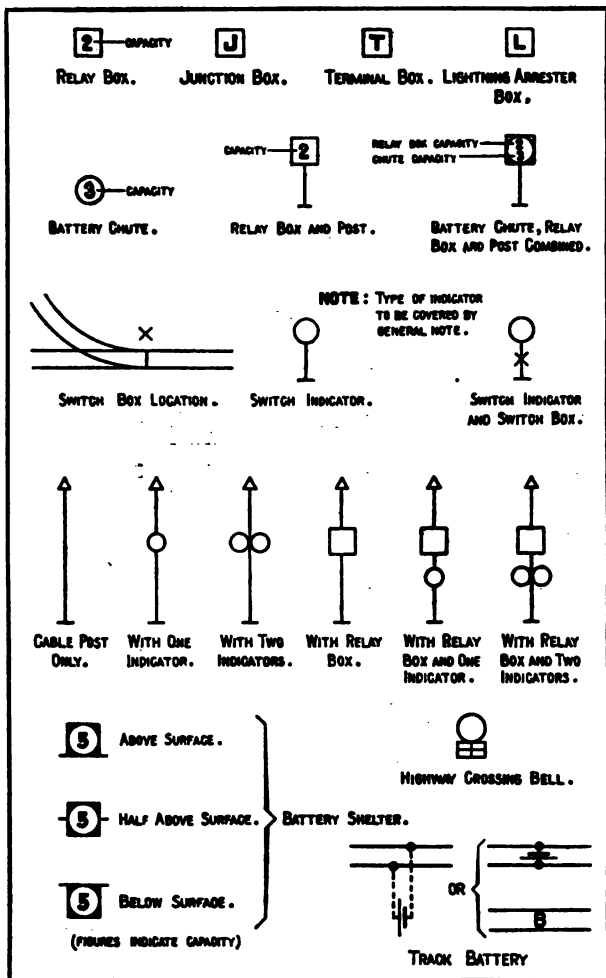 2 CAPACITY J T L
RELAY BOX. JUNCTION BOX. TERMINAL BOX. LIGHTNING ARRESTER
BOX.
CAPACITY 2 RELAY BOX CAPACITY
CHUTE CAPACITY
3 CAPACITY
BATTERY CHUTE. RELAY BOX AND POST. BATTERY CHUTE, RELAY
BOX AND POST COMBINED.
NOTE: TYPE OF INDICATOR
TO BE COVERED BY
GENERAL NOTE.
SWITCH BOX LOCATION. SWITCH INDICATOR. SWITCH INDICATOR
AND SWITCH BOX.
CABLE POST
ONLY.
WITH ONE
INDICATOR.
WITH TWO
INDICATORS.
WITH RELAY
BOX.
WITH RELAY
BOX AND ONE
INDICATOR.
WITH RELAY
BOX AND TWO
INDICATORS.
5 ABOVE SURFACE.
5 HALF ABOVE SURFACE. BATTERY SHELTER.
5 BELOW SURFACE.
(FIGURES INDICATE CAPACITY)
HIGHWAY CROSSING BELL.
OR
B
TRACK BATTERY